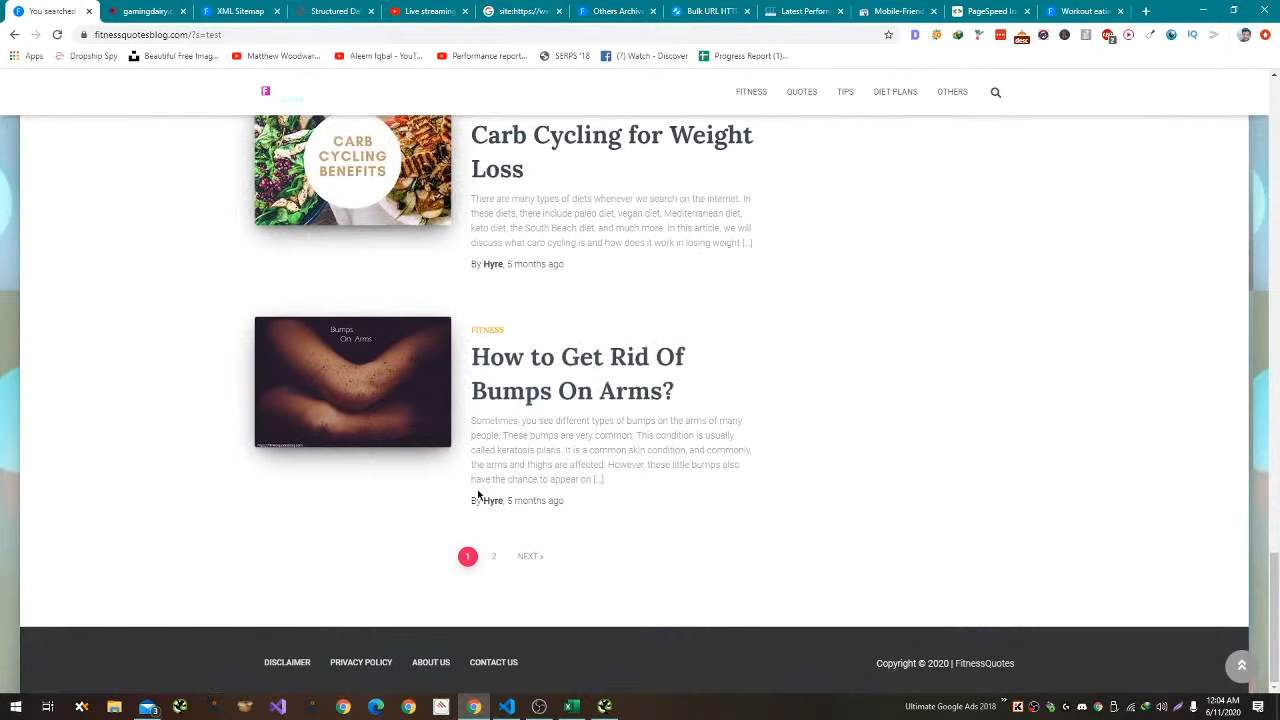 You searched
gamingdairy.
XML Sitemap
Live streaming
https://fitnes
Others
Bulk URL HTT
Perform
Mobile-Frien
PageSpeed In
Workout eati
fitnessquotesblog.com/?s=test
Apps
Dropship Spy
Beautiful Free Imag...
Matthew Woodwar...
Aleem Iqbal - YouT...
Performance report...
SERPS '18
(?) Watch - Discover
Progress Report (1)...
FITNESS
QUOTES
TIPS
DIET PLANS
OTHERS
CARB
CYCLING
BENEFITS
Carb Cycling for Weight
Loss
There are many types of diets whenever we search on the internet. In
these diets, there include paleo diet, vegan diet, Mediterranean diet,
keto diet, the South Beach diet, and much more. In this article, we will
discuss what carb cycling is and how does it work in losing weight [...]
By Hyre, 5 months ago
Bumps
On Arms
FITNESS
How to Get Rid Of
Bumps On Arms?
Sometimes, you see different types of bumps on the arms of many
people. These bumps are very common. This condition is usually
called keratosis pilaris. It is a common skin condition, and commonly,
the arms and thighs are affected. However, these little bumps also
have the chance to appear on [...]
By Hyre, 5 months ago
1
2
NEXT »
DISCLAIMER
PRIVACY POLICY
ABOUT US
CONTACT US
Copyright © 2020 | FitnessQuotes
Ultimate Google Ads 2018
12:04 AM
6/11/2020